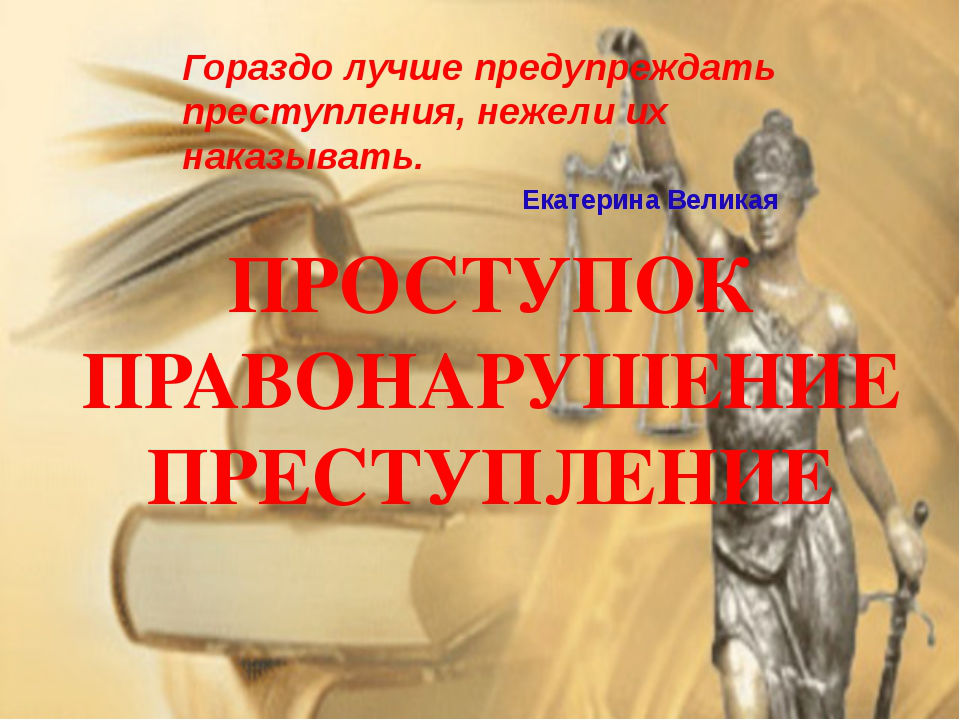 Гораздо лучше предупреждать
преступления, нежели их
наказывать.
Екатерина Великая
ПРОСТУПОК
ПРАВОНАРУШЕНИЕ
ПРЕСТУПЛЕНИЕ